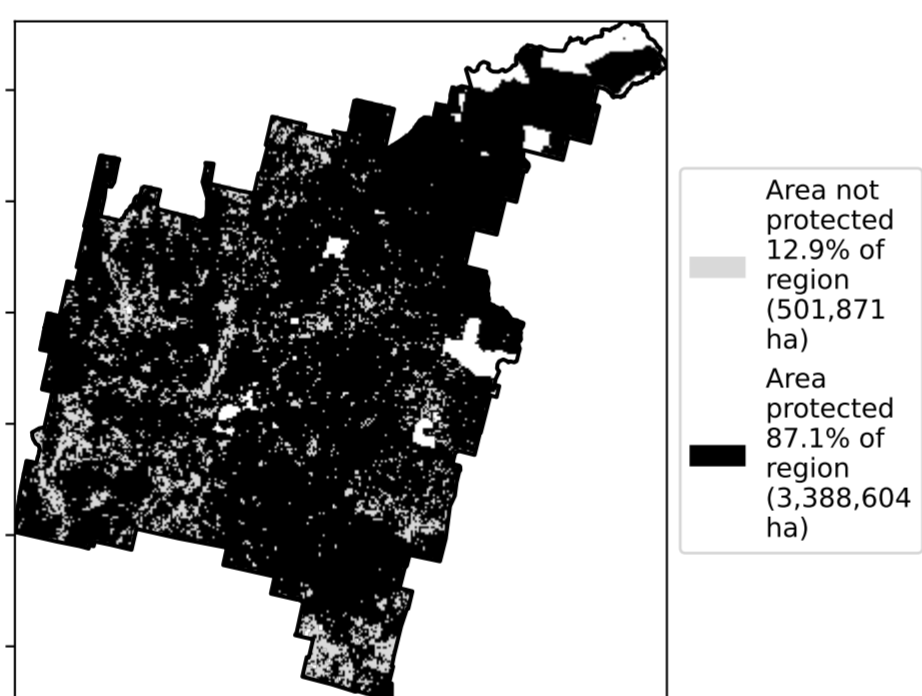 Area not
protected
12.9% of
region
(501,871
ha)
Area
protected
87.1% of
region
(3,388,604
ha)